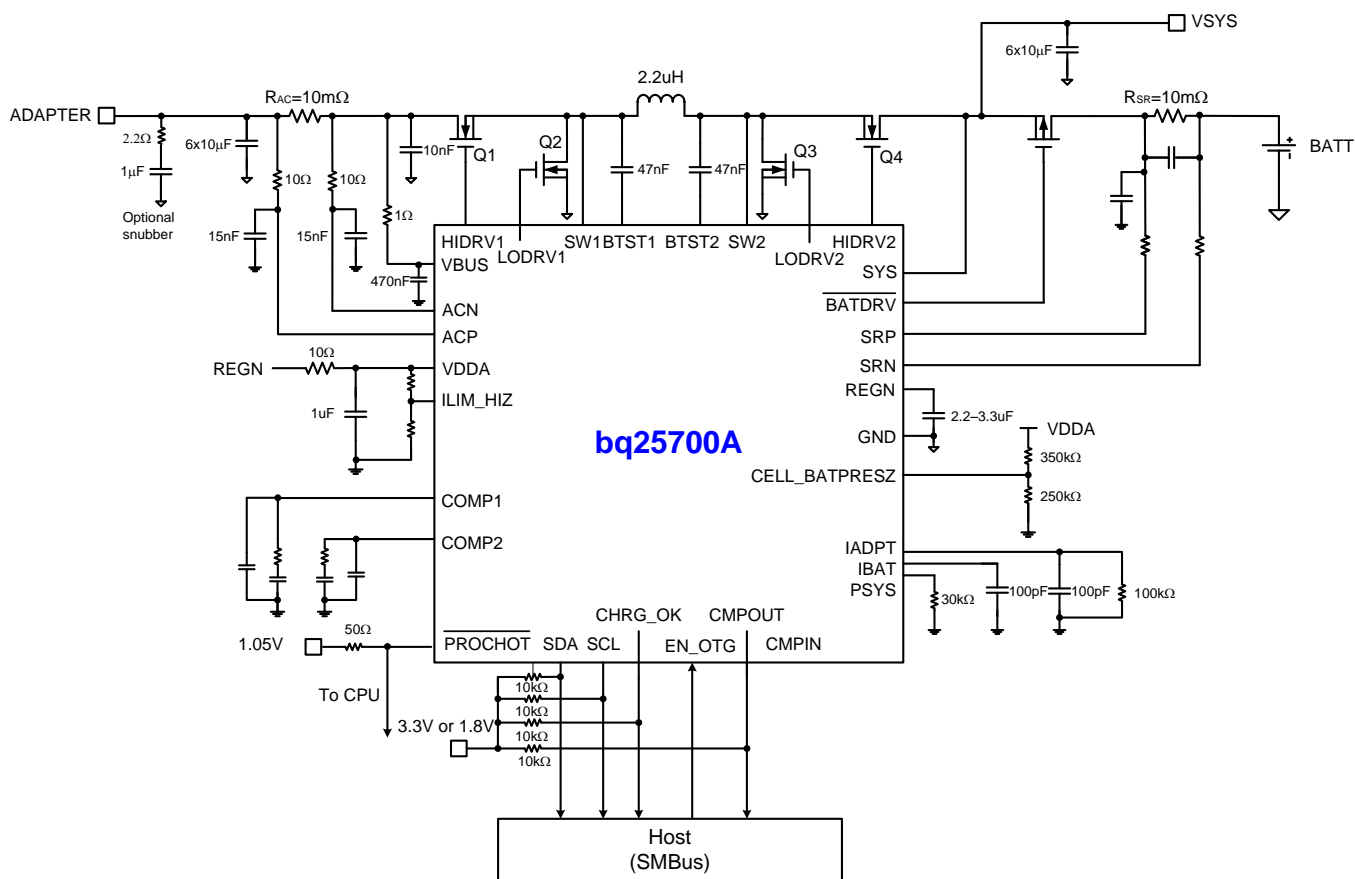 VSYS
6x10μF
2.2uH
RAC=10mΩ
RSR=10mΩ
ADAPTER
2.2Ω
6x10μF
10nF
Q1
Q2
Q3
Q4
BATT
1μF
10Ω
10Ω
47nF
47nF
Optional
snubber
1Ω
15nF
15nF
HIDRV1
SW1
BTST1
BTST2
SW2
HIDRV2
LODRV1
LODRV2
VBUS
SYS
470nF
BATDRV
ACN
ACP
SRP
10Ω
REGN
VDDA
SRN
REGN
ILIM_HIZ
1uF
2.2–3.3uF
VDDA
GND
bq25700A
350kΩ
CELL_BATPRESZ
250kΩ
COMP1
COMP2
IADPT
IBAT
PSYS
100pF
100pF
100kΩ
30kΩ
CHRG_OK
CMPOUT
50Ω
1.05V
PROCHOT
SDA
SCL
EN_OTG
CMPIN
10kΩ
To CPU
10kΩ
3.3V or 1.8V
10kΩ
10kΩ
Host
(SMBus)